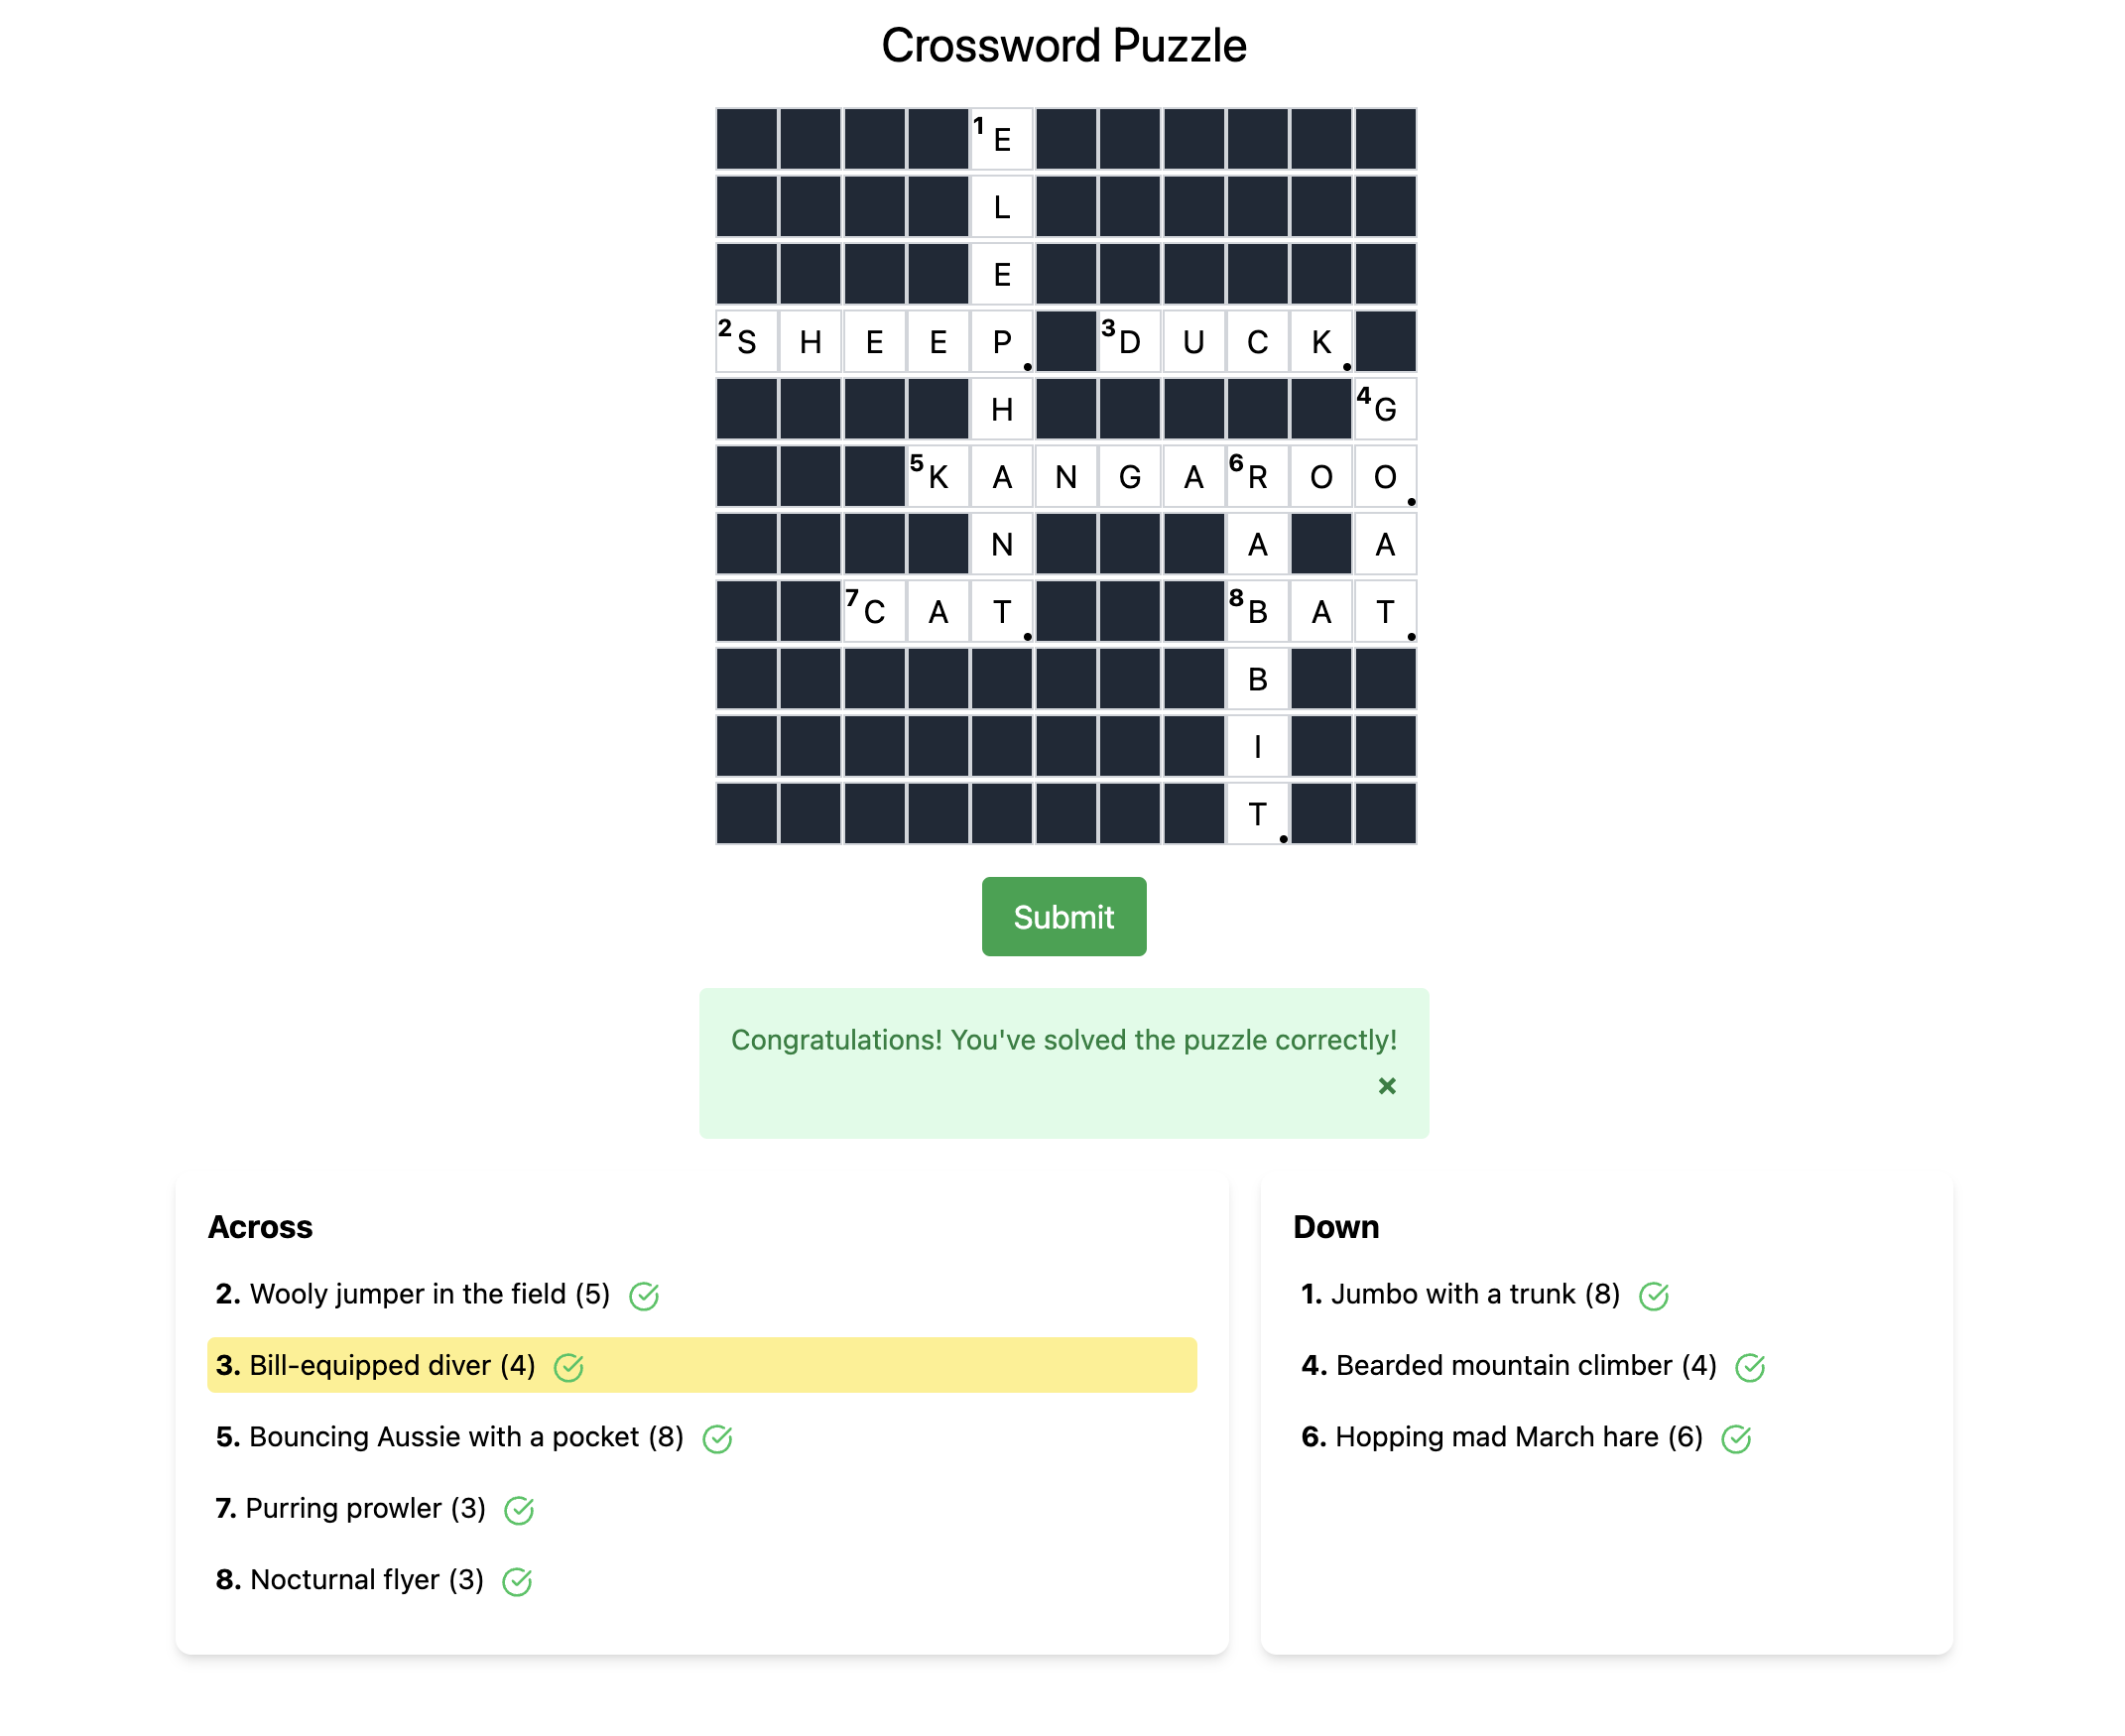 Crossword Puzzle
1 E
L
E
2 S H E E P . 3 D U C K .
H 4 G
5 K A N G A 6 R O O .
N A A
7 C A T . 8 B A T .
B
I
T .
Submit
Congratulations! You've solved the puzzle correctly!
×
Across
2. Wooly jumper in the field (5)
3. Bill-equipped diver (4)
5. Bouncing Aussie with a pocket (8)
7. Purring prowler (3)
8. Nocturnal flyer (3)
Down
1. Jumbo with a trunk (8)
4. Bearded mountain climber (4)
6. Hopping mad March hare (6)